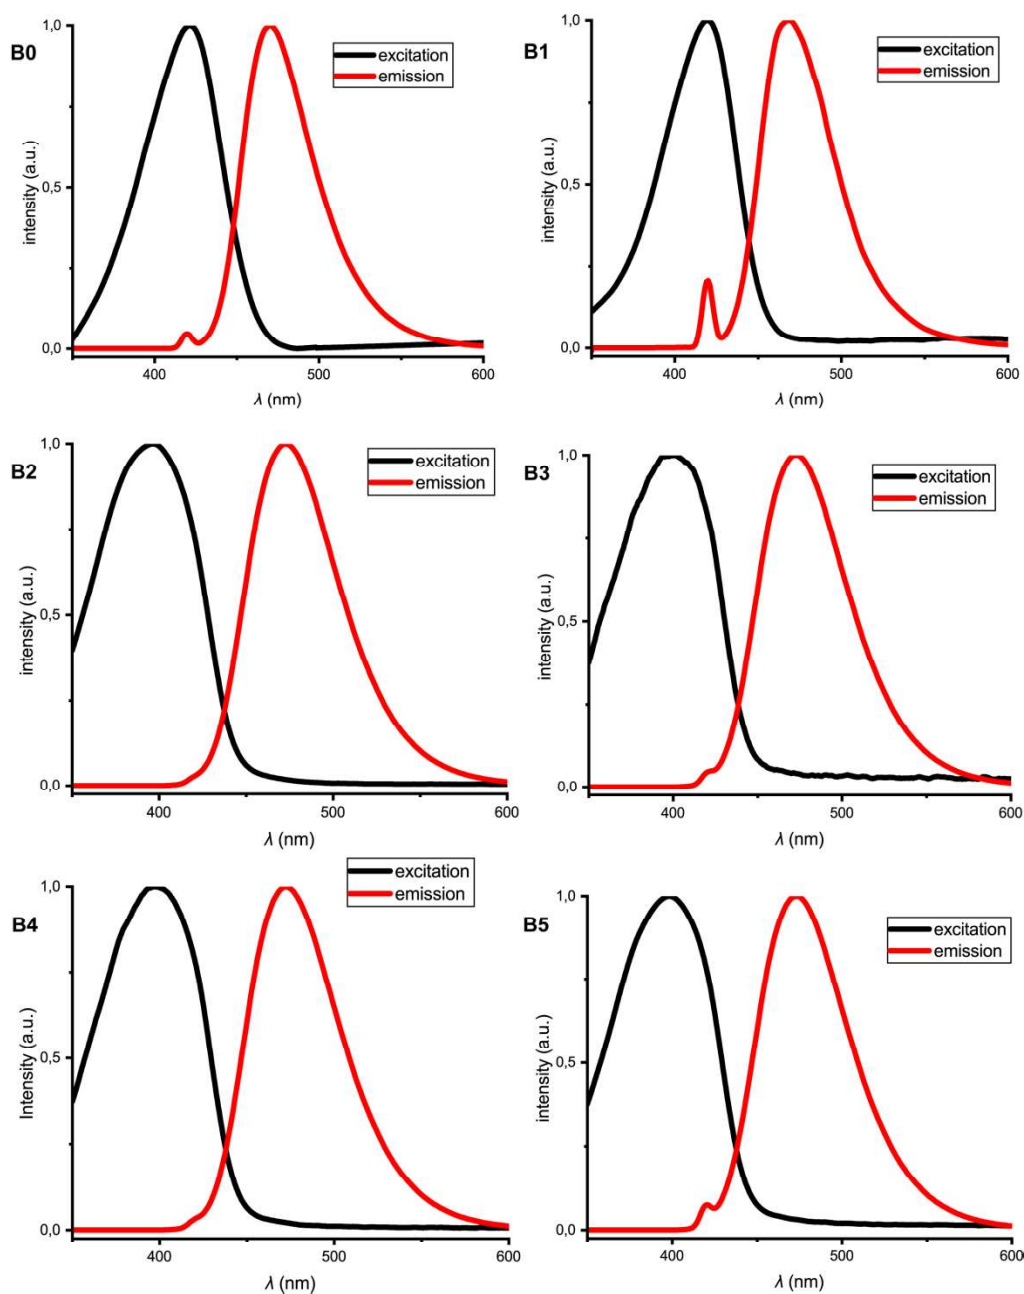 B0
1,0
0,5
0,0
intensity (a.u.)
excitation
emission
400
500
600
λ (nm)
B1
1,0
0,5
0,0
intensity (a.u.)
excitation
emission
400
500
600
λ (nm)
B2
1,0
0,5
0,0
intensity (a.u.)
excitation
emission
400
500
600
λ (nm)
B3
1,0
0,5
0,0
intensity (a.u.)
excitation
emission
400
500
600
λ (nm)
B4
1,0
0,5
0,0
Intensity (a.u.)
excitation
emission
400
500
600
λ (nm)
B5
1,0
0,5
0,0
intensity (a.u.)
excitation
emission
400
500
600
λ (nm)